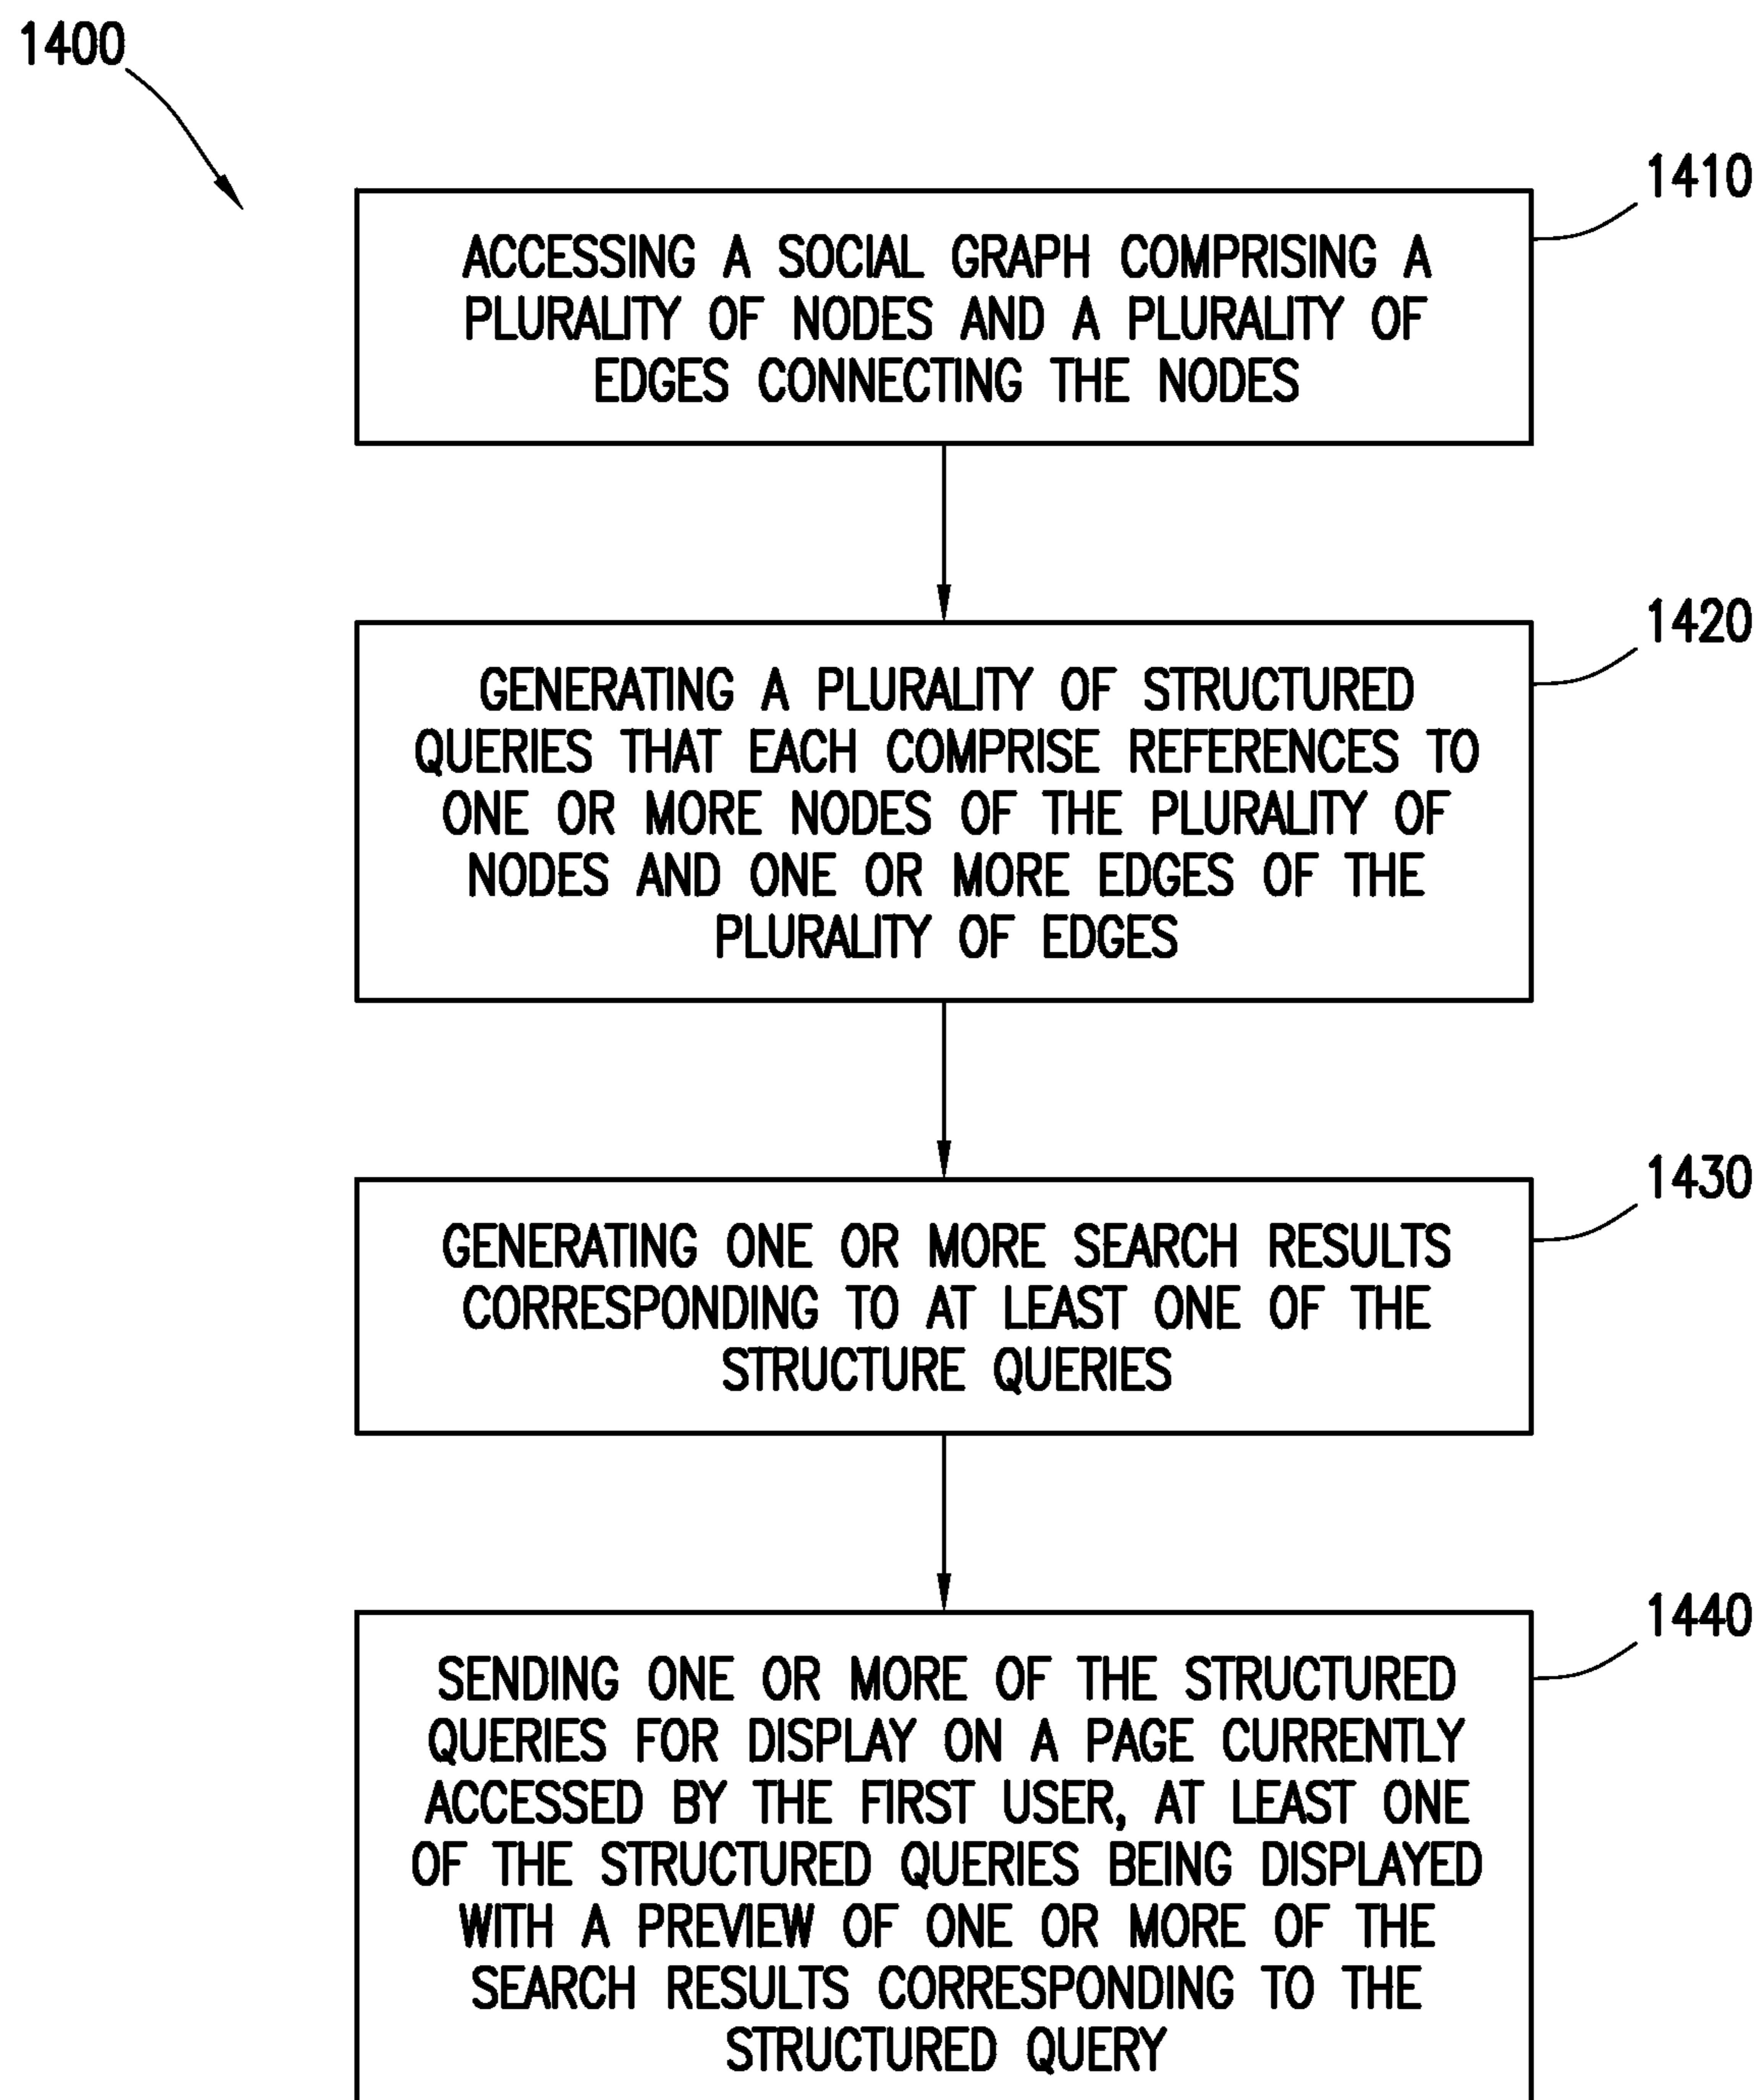 1400
1410
ACCESSING A SOCIAL GRAPH COMPRISING A
PLURALITY OF NODES AND A PLURALITY OF
EDGES CONNECTING THE NODES
1420
GENERATING A PLURALITY OF STRUCTURED
QUERIES THAT EACH COMPRISE REFERENCES TO
ONE OR MORE NODES OF THE PLURALITY OF
NODES AND ONE OR MORE EDGES OF THE
PLURALITY OF EDGES
1430
GENERATING ONE OR MORE SEARCH RESULTS
CORRESPONDING TO AT LEAST ONE OF THE
STRUCTURE QUERIES
1440
SENDING ONE OR MORE OF THE STRUCTURED
QUERIES FOR DISPLAY ON A PAGE CURRENTLY
ACCESSED BY THE FIRST USER, AT LEAST ONE
OF THE STRUCTURED QUERIES BEING DISPLAYED
WITH A PREVIEW OF ONE OR MORE OF THE
SEARCH RESULTS CORRESPONDING TO THE
STRUCTURED QUERY